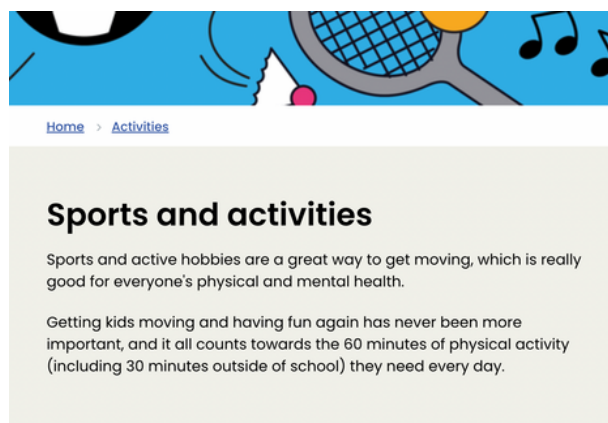 Home > Activities
Sports and activities
Sports and active hobbies are a great way to get moving, which is really
good for everyone's physical and mental health.
Getting kids moving and having fun again has never been more
important, and it all counts towards the 60 minutes of physical activity
(including 30 minutes outside of school) they need every day.